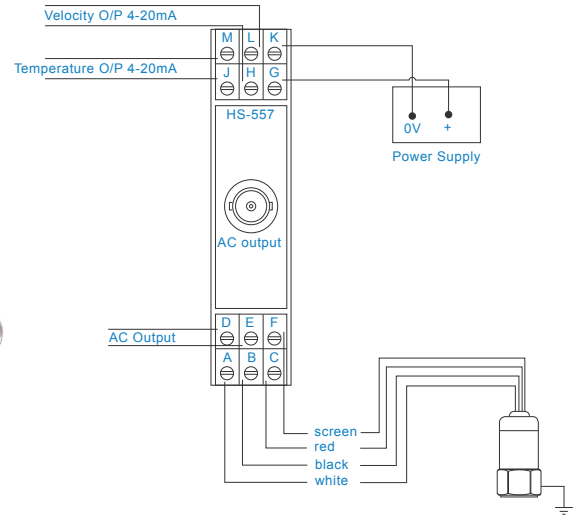 Velocity O/P 4-20mA
M L K
Temperature O/P 4-20mA
J H G
HS-557
0V +
Power Supply
AC output
D E F
AC Output
A B C
screen
red
black
white